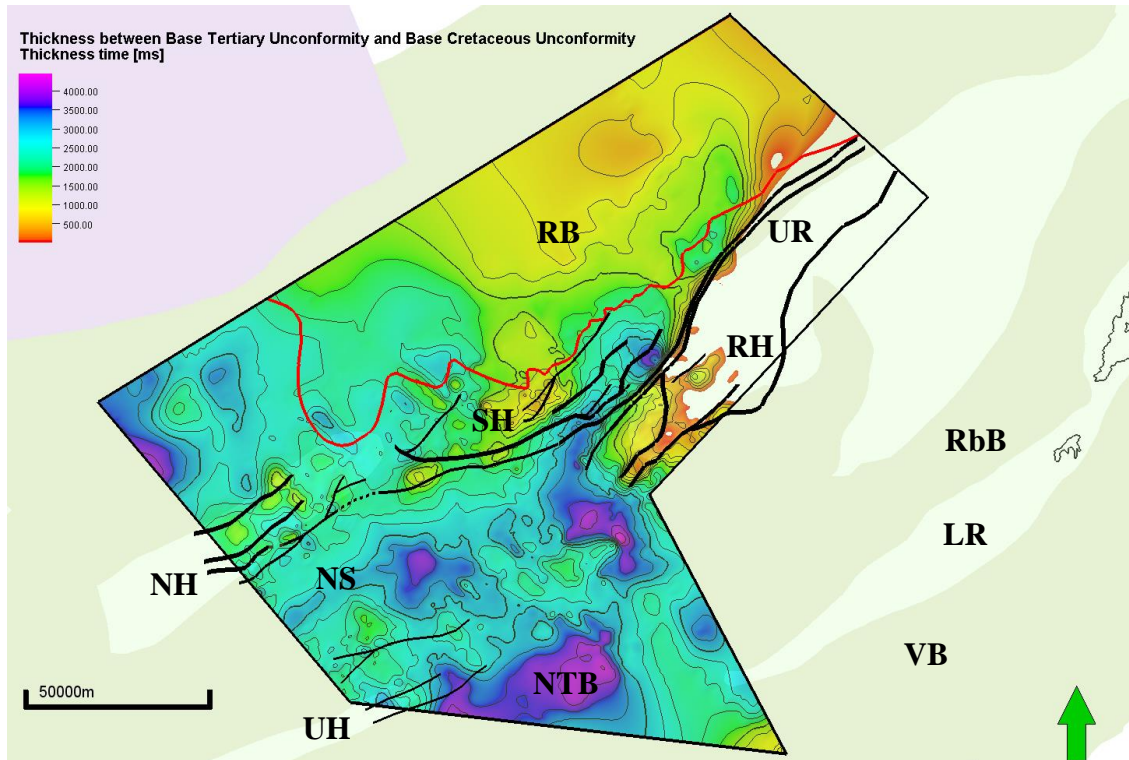 Thickness between Base Tertiary Unconformity and Base Cretaceous Unconformity
Thickness time [ms]
4000.00
3500.00
3000.00
2500.00
2000.00
1500.00
1000.00
500.00
RB
UR
RH
SH
RbB
LR
NH
NS
VB
NTB
50000m
UH